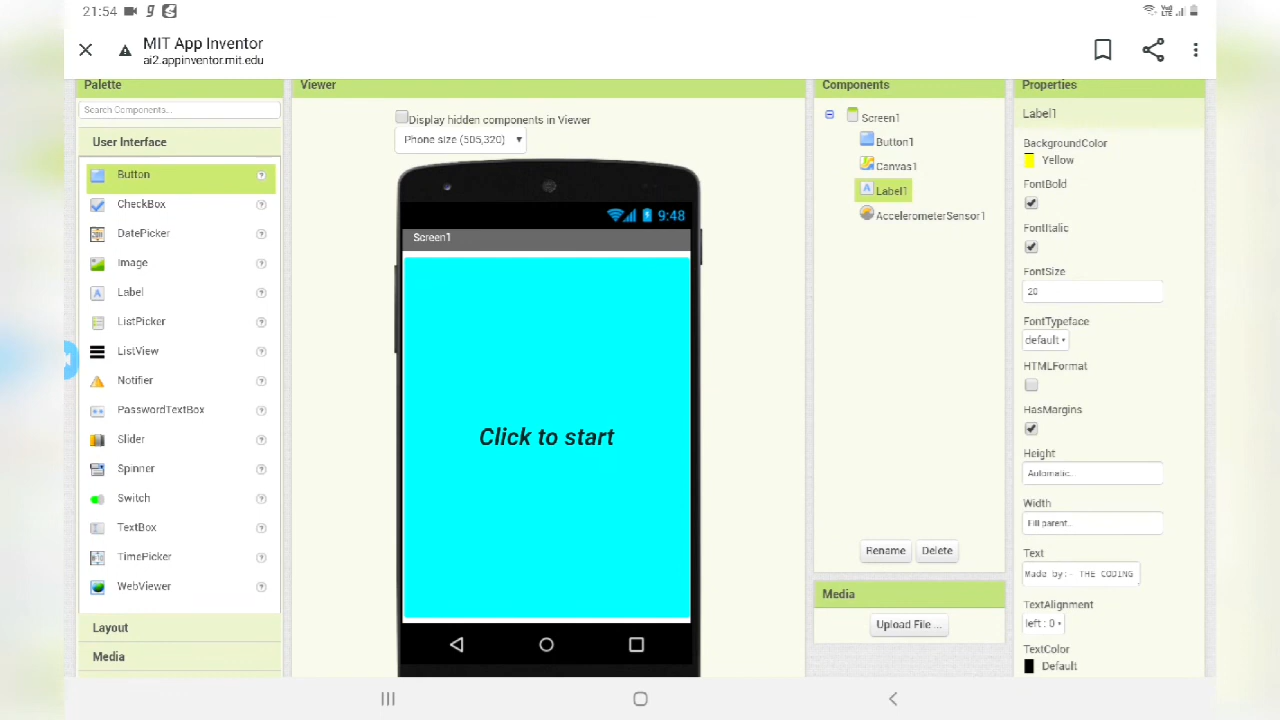 21:54
MIT App Inventor
ai2.appinventor.mit.edu
Palette
Search Components...
User Interface
Button ?
CheckBox ?
DatePicker ?
Image ?
Label ?
ListPicker ?
ListView ?
Notifier ?
PasswordTextBox ?
Slider ?
Spinner ?
Switch ?
TextBox ?
TimePicker ?
WebViewer ?
Layout
Media
Viewer
Display hidden components in Viewer
Phone size (505,320)
9:48
Screen1
Click to start
Components
Screen1
Button1
Canvas1
A Label1
AccelerometerSensor1
Rename Delete
Media
Upload File ...
Properties
Label1
BackgroundColor
Yellow
FontBold
FontItalic
FontSize
20
FontTypeface
default
HTMLFormat
HasMargins
Height
Automatic...
Width
Fill parent...
Text
Made by:- THE CODING
TextAlignment
left : 0
TextColor
Default